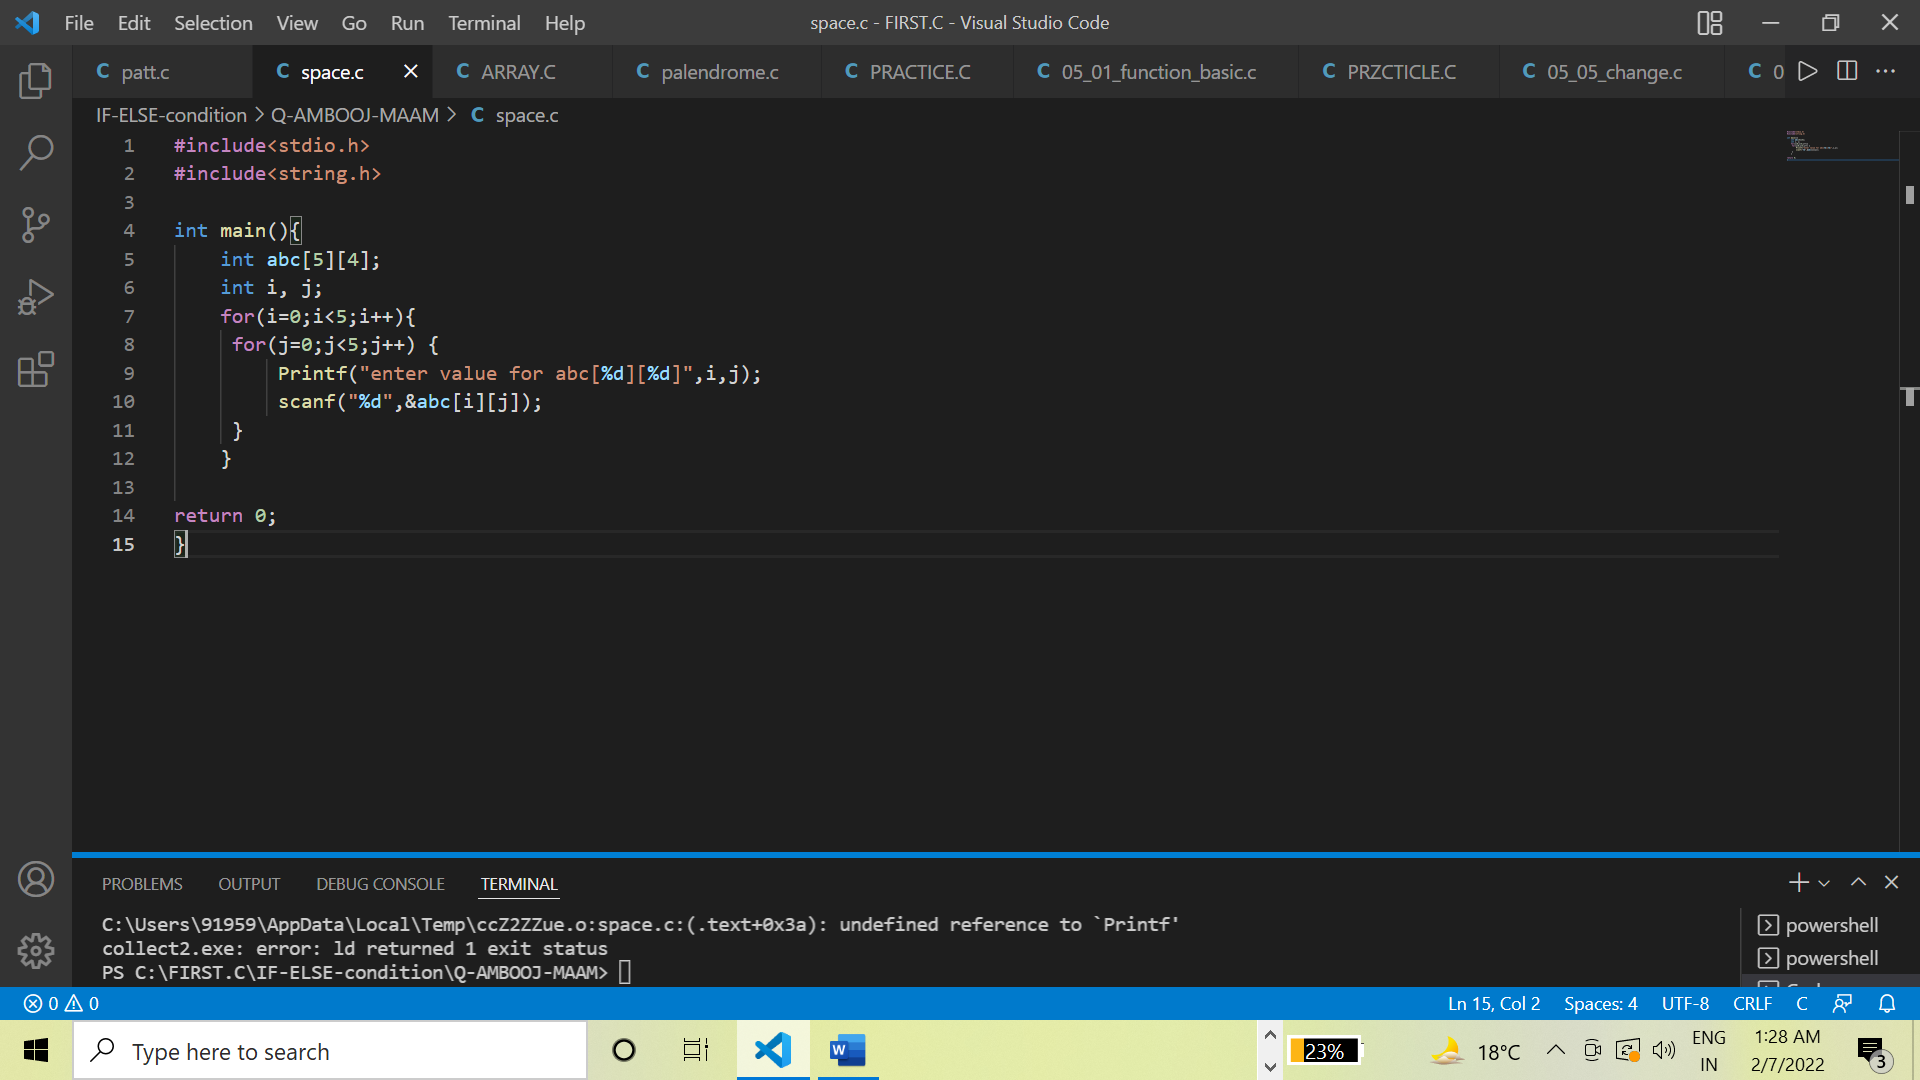 File Edit Selection View Go Run Terminal Help space.c - FIRST.C - Visual Studio Code
C patt.c C space.c C ARRAY.C C palendrome.c C PRACTICE.C C 05_01_function_basic.c C PRZCTICLE.C C 05_05_change.c C 0
IF-ELSE-condition > Q-AMBOOJ-MAAM > C space.c
1 #include<stdio.h>
2 #include<string.h>
3
4 int main(){
5 int abc[5][4];
6 int i, j;
7 for(i=0;i<5;i++){
8 for(j=0;j<5;j++) {
9 Printf("enter value for abc[%d][%d]",i,j);
10 scanf("%d",&abc[i][j]);
11 }
12 }
13
14 return 0;
15 }
PROBLEMS OUTPUT DEBUG CONSOLE TERMINAL
C:\Users\91959\AppData\Local\Temp\ccZ2ZZue.o:space.c:(.text+0x3a): undefined reference to `Printf'
collect2.exe: error: ld returned 1 exit status
PS C:\FIRST.C\IF-ELSE-condition\Q-AMBOOJ-MAAM>
powershell
powershell
0 0 Ln 15, Col 2 Spaces: 4 UTF-8 CRLF C
Type here to search W 23% 18°C ENG IN 1:28 AM 2/7/2022 3